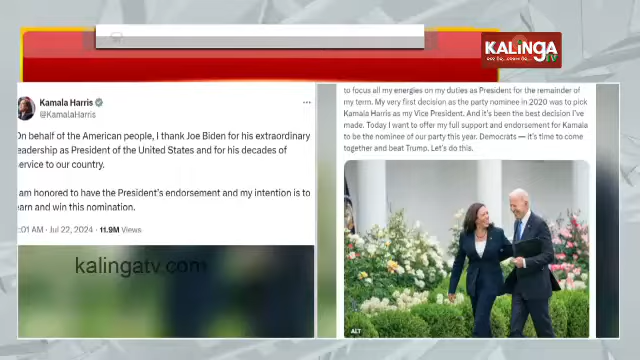 KALINGA
TV
Kamala Harris
@KamalaHarris
On behalf of the American people, I thank Joe Biden for his extraordinary
leadership as President of the United States and for his decades of
service to our country.
I am honored to have the President's endorsement and my intention is to
earn and win this nomination.
:01 AM · Jul 22, 2024 · 11.9M Views
kalingatv.com
to focus all my energies on my duties as President for the remainder of
my term. My very first decision as the party nominee in 2020 was to pick
Kamala Harris as my Vice President. And it's been the best decision I've
made. Today I want to offer my full support and endorsement for Kamala
to be the nominee of our party this year. Democrats — it's time to come
together and beat Trump. Let's do this.
ALT